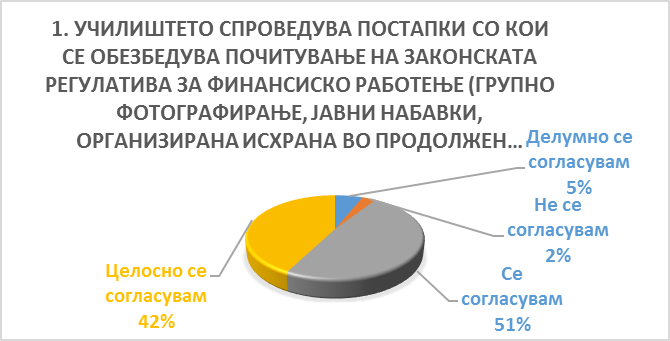 1. УЧИЛИШТЕТО СПРОВЕДУВА ПОСТАПКИ СО КОИ
СЕ ОБЕЗБЕДУВА ПОЧИТУВАЊЕ НА ЗАКОНСКАТА
РЕГУЛАТИВА ЗА ФИНАНСИСКО РАБОТЕЊЕ (ГРУПНО
ФОТОГРАФИРАЊЕ, ЈАВНИ НАБАВКИ,
ОРГАНИЗИРАНА ИСХРАНА ВО ПРОДОЛЖЕН...
Делумно се
согласувам
5%
Не се
согласувам
2%
Се
согласувам
51%
Целосно се
согласувам
42%